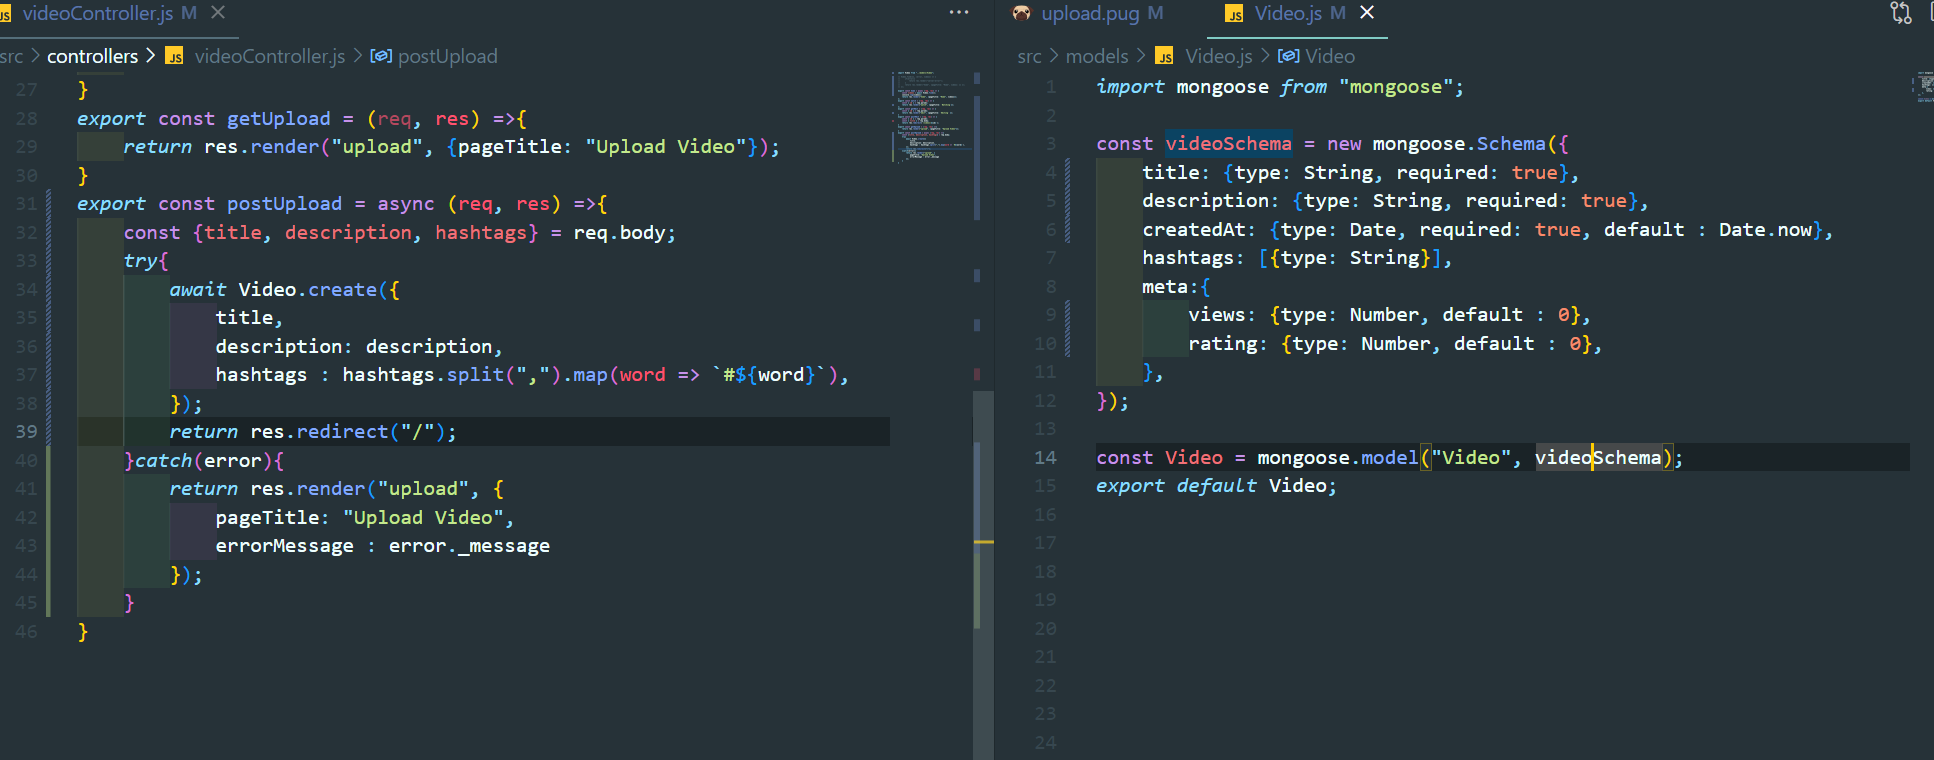 JS videoController.js M
src > controllers > JS videoController.js > postUpload
27 }
28 export const getUpload = (req, res) =>{
29 return res.render("upload", {pageTitle: "Upload Video"});
30 }
31 export const postUpload = async (req, res) =>{
32 const {title, description, hashtags} = req.body;
33 try{
34 await Video.create({
35 title,
36 description: description,
37 hashtags : hashtags.split(",").map(word => `#${word}`),
38 });
39 return res.redirect("/");
40 }catch(error){
41 return res.render("upload", {
42 pageTitle: "Upload Video",
43 errorMessage : error._message
44 });
45 }
46 }
upload.pug M JS Video.js M
src > models > JS Video.js > Video
1 import mongoose from "mongoose";
2
3 const videoSchema = new mongoose.Schema({
4 title: {type: String, required: true},
5 description: {type: String, required: true},
6 createdAt: {type: Date, required: true, default : Date.now},
7 hashtags: [{type: String}],
8 meta:{
9 views: {type: Number, default : 0},
10 rating: {type: Number, default : 0},
11 },
12 });
13
14 const Video = mongoose.model("Video", videoSchema);
15 export default Video;
16
17
18
19
20
21
22
23
24